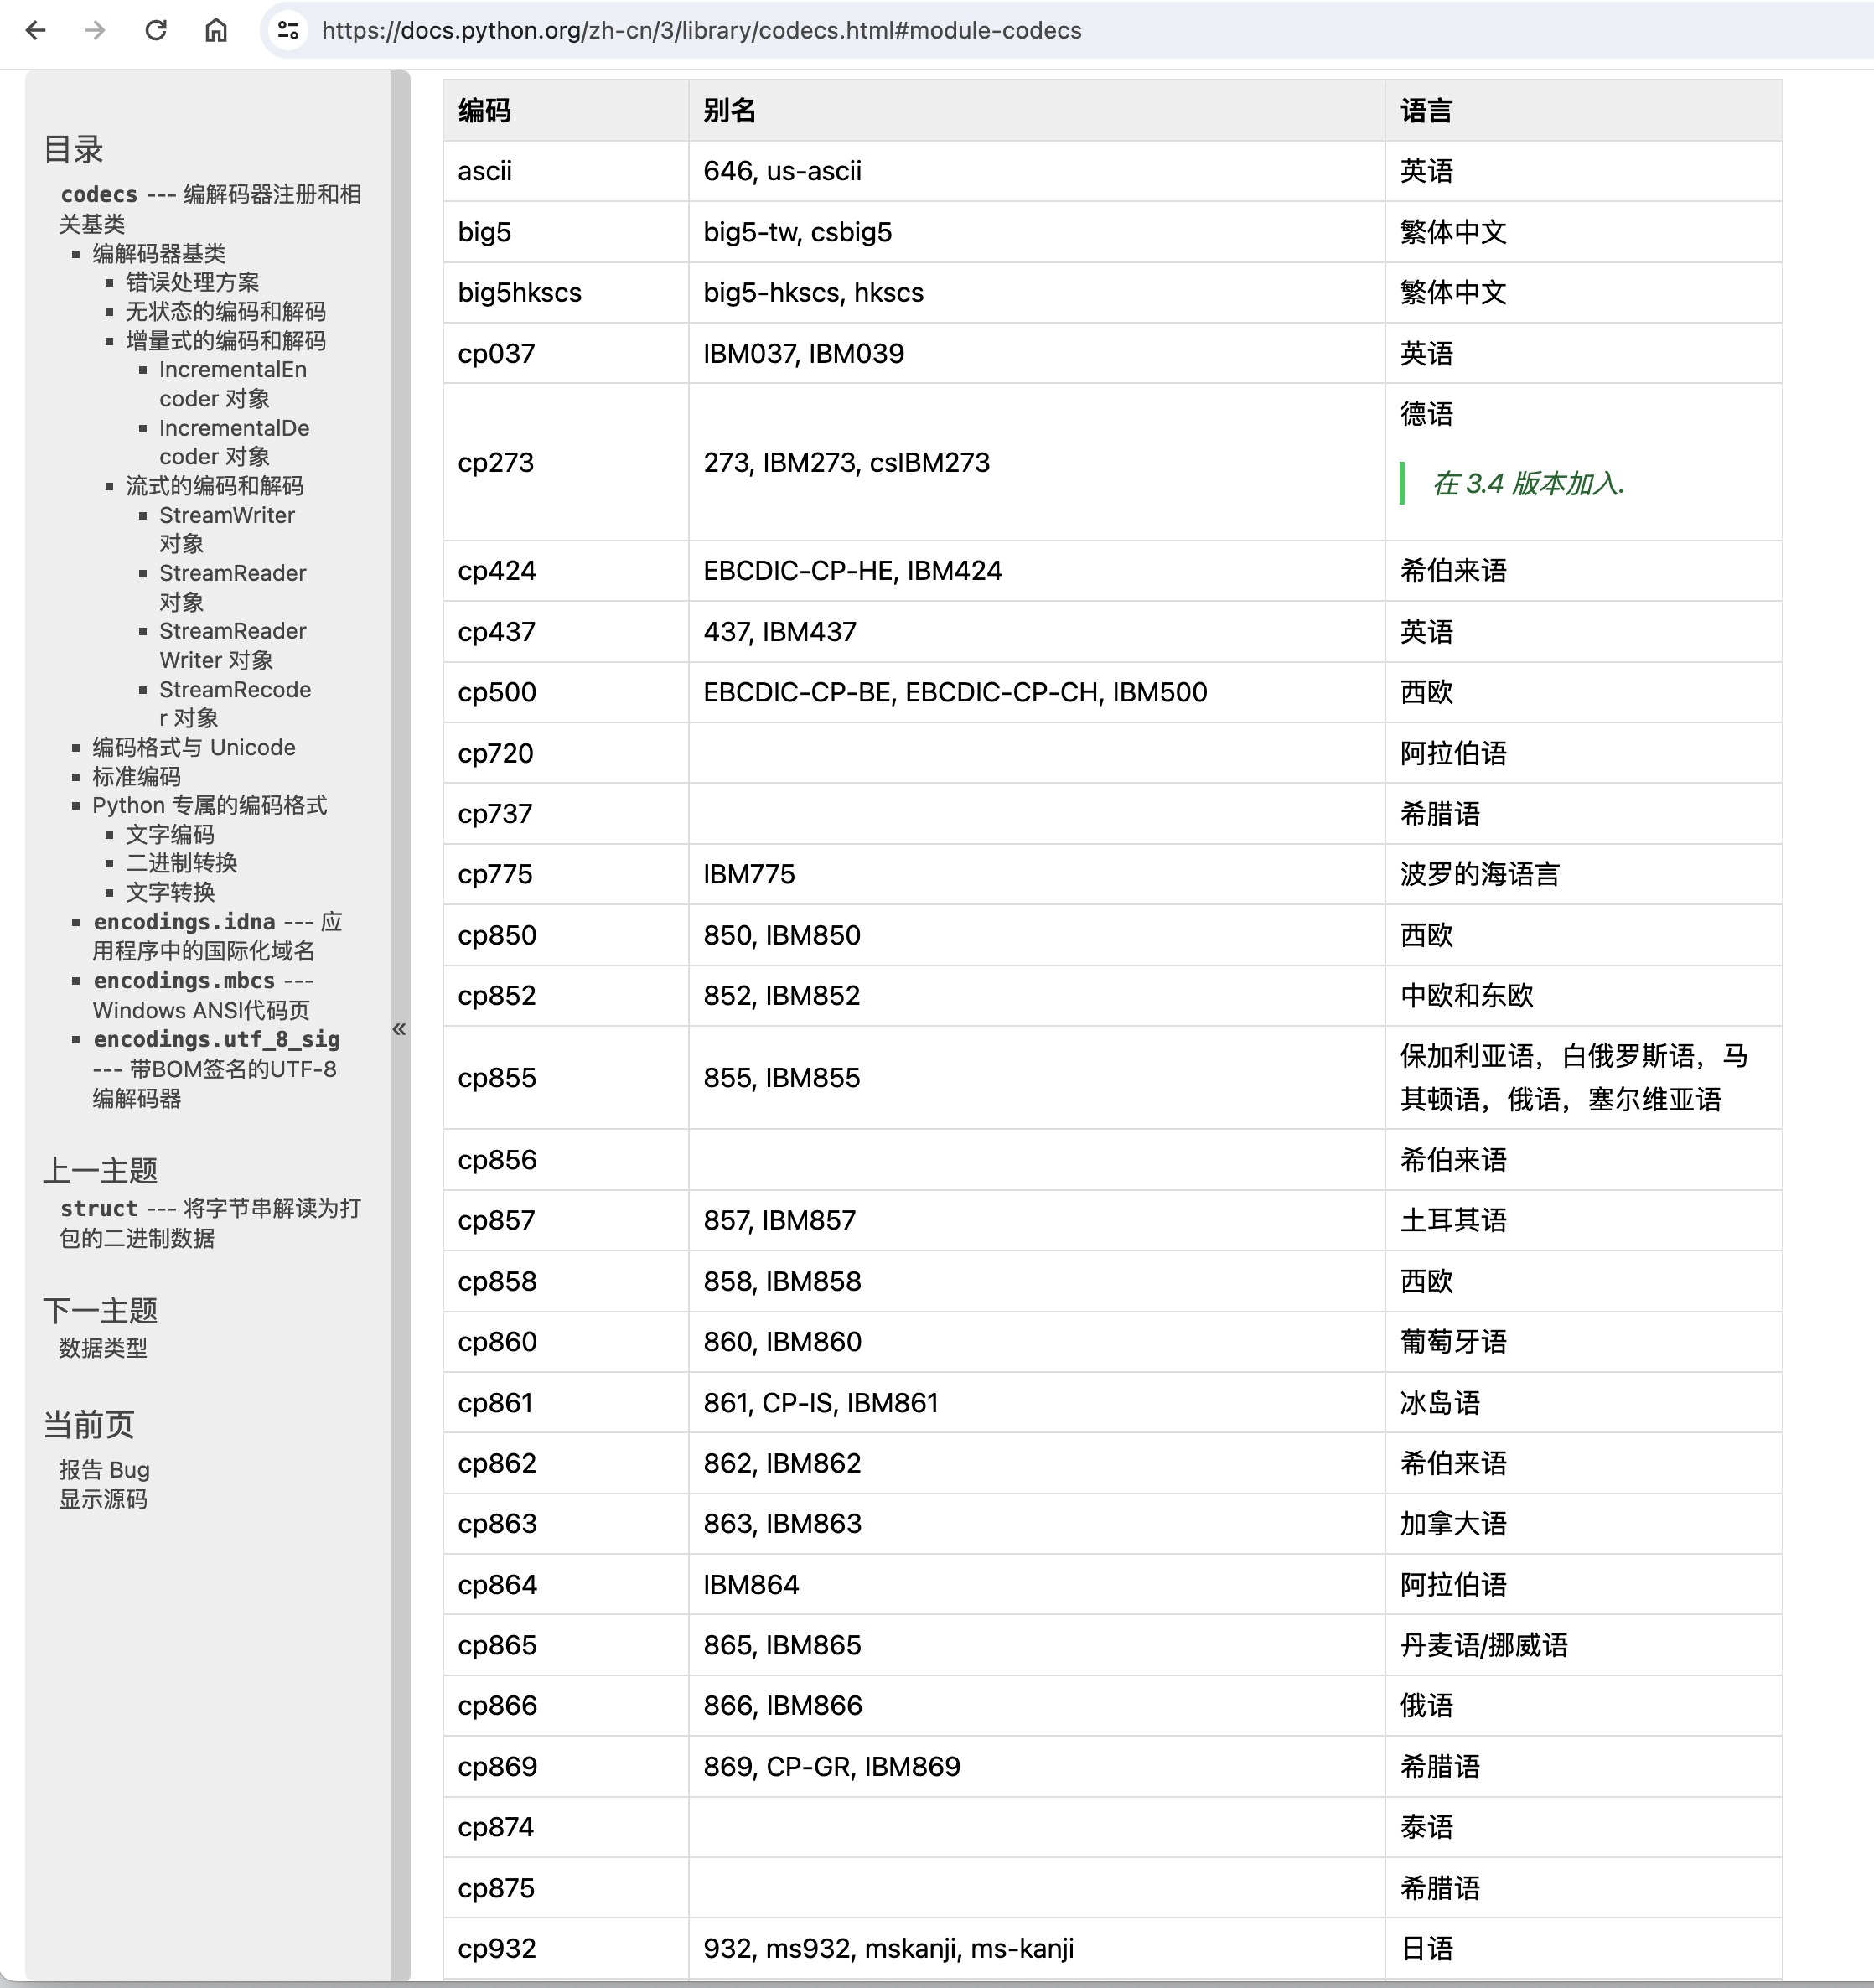 https://docs.python.org/zh-cn/3/library/codecs.html#module-codecs
目录
codecs --- 编解码器注册和相
关基类
编解码器基类
错误处理方案
无状态的编码和解码
增量式的编码和解码
IncrementalEn
coder 对象
IncrementalDe
coder 对象
流式的编码和解码
StreamWriter
对象
StreamReader
对象
StreamReader
Writer 对象
StreamRecode
r 对象
编码格式与 Unicode
标准编码
Python 专属的编码格式
文字编码
二进制转换
文字转换
encodings.idna --- 应
用程序中的国际化域名
encodings.mbcs ---
Windows ANSI代码页
encodings.utf_8_sig
--- 带BOM签名的UTF-8
编解码器
上一主题
struct --- 将字节串解读为打
包的二进制数据
下一主题
数据类型
当前页
报告 Bug
显示源码
«
编码 别名 语言
ascii 646, us-ascii 英语
big5 big5-tw, csbig5 繁体中文
big5hkscs big5-hkscs, hkscs 繁体中文
cp037 IBM037, IBM039 英语
cp273 273, IBM273, csIBM273 德语
在 3.4 版本加入.
cp424 EBCDIC-CP-HE, IBM424 希伯来语
cp437 437, IBM437 英语
cp500 EBCDIC-CP-BE, EBCDIC-CP-CH, IBM500 西欧
cp720 阿拉伯语
cp737 希腊语
cp775 IBM775 波罗的海语言
cp850 850, IBM850 西欧
cp852 852, IBM852 中欧和东欧
cp855 855, IBM855 保加利亚语，白俄罗斯语，马
其顿语，俄语，塞尔维亚语
cp856 希伯来语
cp857 857, IBM857 土耳其语
cp858 858, IBM858 西欧
cp860 860, IBM860 葡萄牙语
cp861 861, CP-IS, IBM861 冰岛语
cp862 862, IBM862 希伯来语
cp863 863, IBM863 加拿大语
cp864 IBM864 阿拉伯语
cp865 865, IBM865 丹麦语/挪威语
cp866 866, IBM866 俄语
cp869 869, CP-GR, IBM869 希腊语
cp874 泰语
cp875 希腊语
cp932 932, ms932, mskanji, ms-kanji 日语